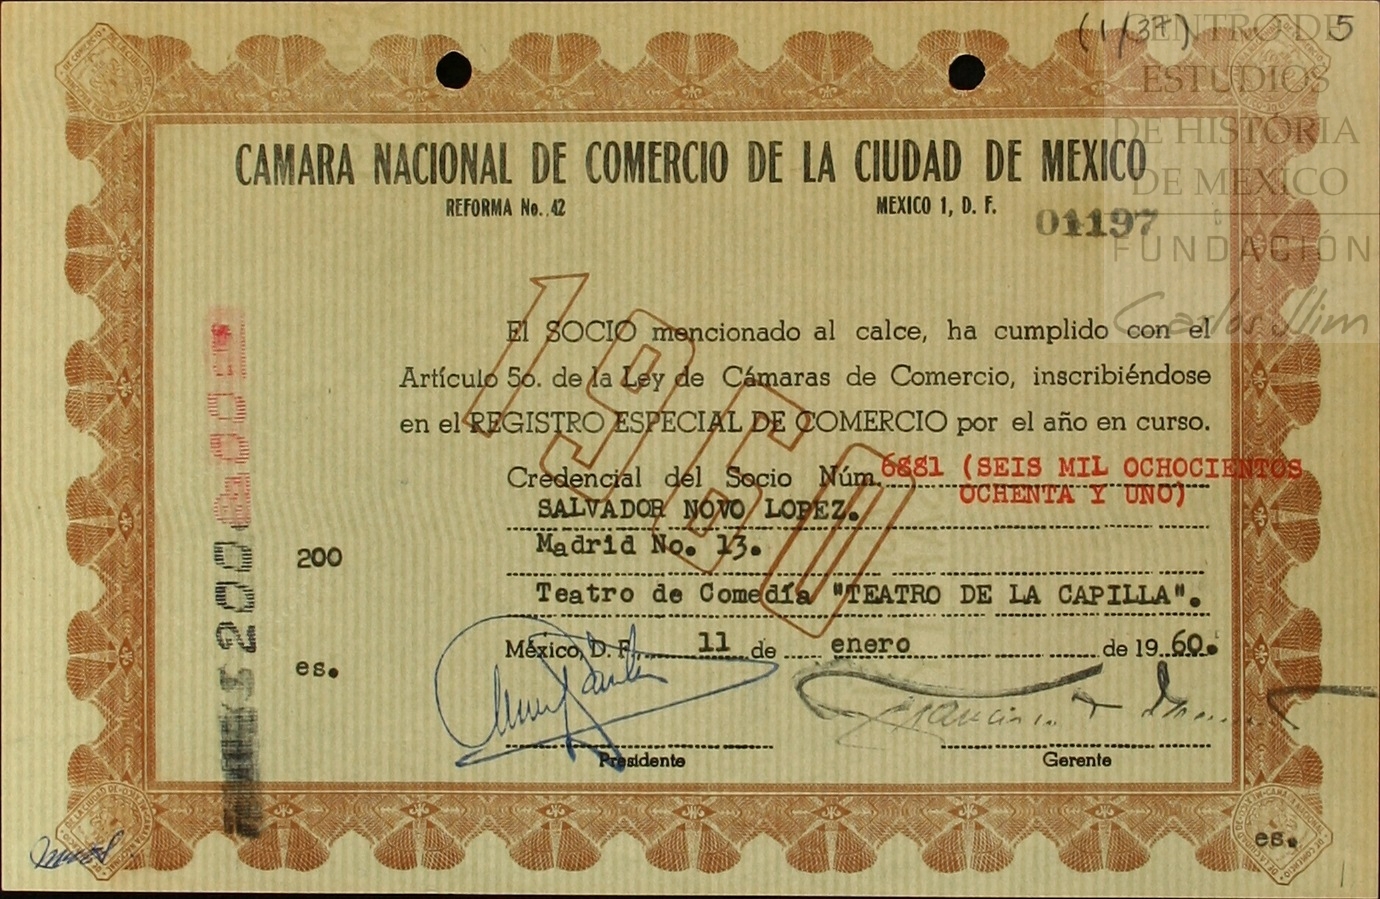 (1/37) 5
CENTRO DE
ESTUDIOS
DE HISTORIA
DE MEXICO
FUNDACIÓN
Carlos Slim
CAMARA NACIONAL DE COMERCIO DE LA CIUDAD DE MEXICO
REFORMA No. 42 MEXICO 1, D. F.
01197
1960
El SOCIO mencionado al calce, ha cumplido con el
Artículo 5o. de la Ley de Cámaras de Comercio, inscribiéndose
en el REGISTRO ESPECIAL DE COMERCIO por el año en curso.
Credencial del Socio Núm. 6881 (SEIS MIL OCHOCIENTOS
OCHENTA Y UNO)
SALVADOR NOVO LOPEZ.
Madrid No. 13.
200
Teatro de Comedía "TEATRO DE LA CAPILLA".
México, D. F. 11 de enero de 1960.
es.
Presidente Gerente
es.